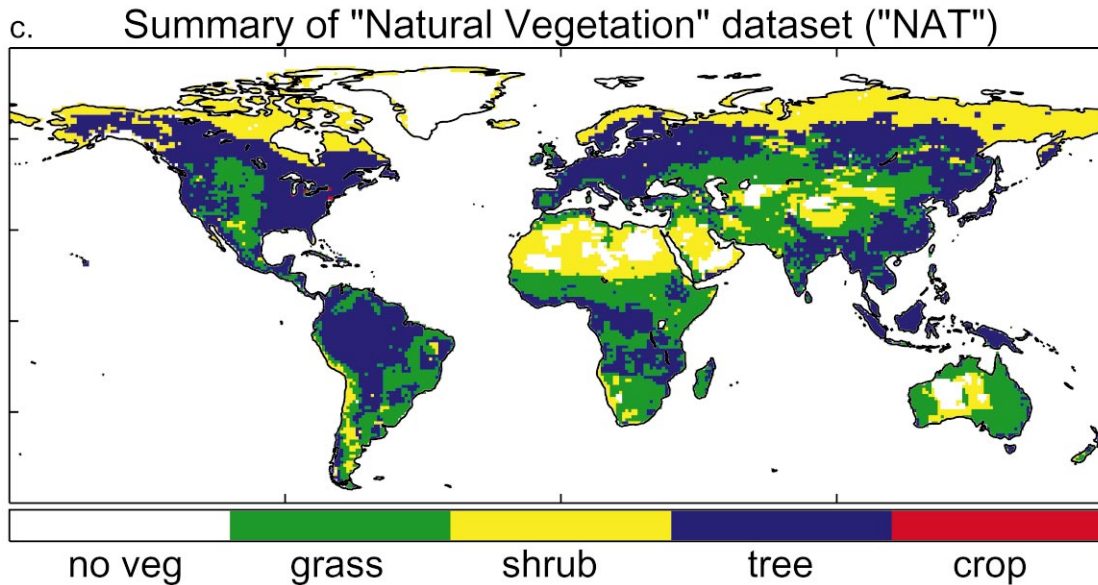 c. Summary of "Natural Vegetation" dataset ("NAT")
no veg grass shrub tree crop